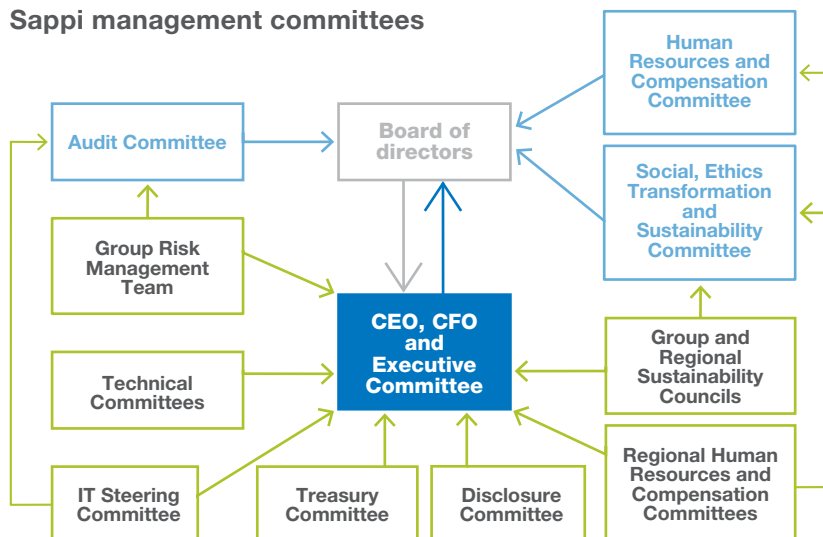 Sappi management committees
Human
Resources and
Compensation
Committee
Audit Committee
Board of
directors
Social, Ethics
Transformation
and
Sustainability
Committee
Group Risk
Management
Team
CEO, CFO
and
Executive
Committee
Group and
Regional
Sustainability
Councils
Technical
Committees
IT Steering
Committee
Treasury
Committee
Disclosure
Committee
Regional Human
Resources and
Compensation
Committees